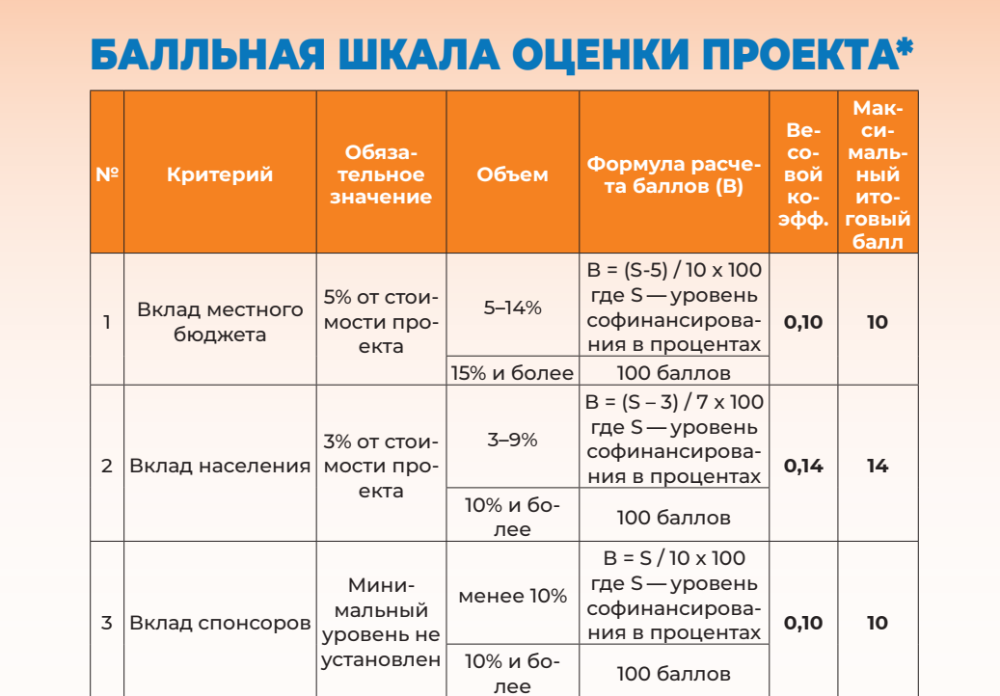 БАЛЛЬНАЯ ШКАЛА ОЦЕНКИ ПРОЕКТА*
№
Критерий
Обяза-
тельное
значение
Объем
Формула расче-
та баллов (В)
Ве-
со-
вой
ко-
эфф.
Мак-
си-
маль-
ный
ито-
говый
балл
1
Вклад местного
бюджета
5% от стои-
мости про-
екта
5–14%
В = (S-5) / 10 х 100
где S — уровень
софинансирова-
ния в процентах
15% и более
100 баллов
0,10
10
2
Вклад населения
3% от стои-
мости про-
екта
3–9%
В = (S – 3) / 7 х 100
где S — уровень
софинансирова-
ния в процентах
10% и бо-
лее
100 баллов
0,14
14
3
Вклад спонсоров
Мини-
мальный
уровень не
установлен
менее 10%
В = S / 10 х 100
где S — уровень
софинансирова-
ния в процентах
10% и бо-
лее
100 баллов
0,10
10